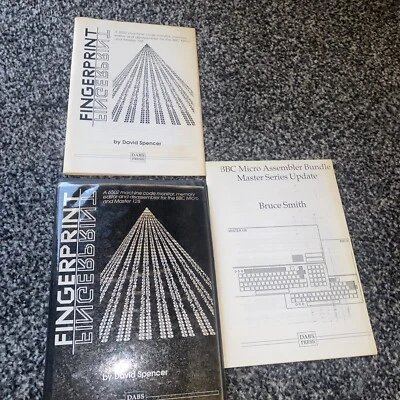 FINGERPRINT
FINGERPRINT
A 6502 machine code monitor, memory
editor and disassembler for the BBC Micro
and Master 128
by David Spencer
DABS
PRESS
FINGERPRINT
FINGERPRINT
A 6502 machine code monitor, memory
editor and disassembler for the BBC Micro
and Master 128
by David Spencer
DABS
BBC Micro Assembler Bundle
Master Series Update
Bruce Smith
DABS
PRESS